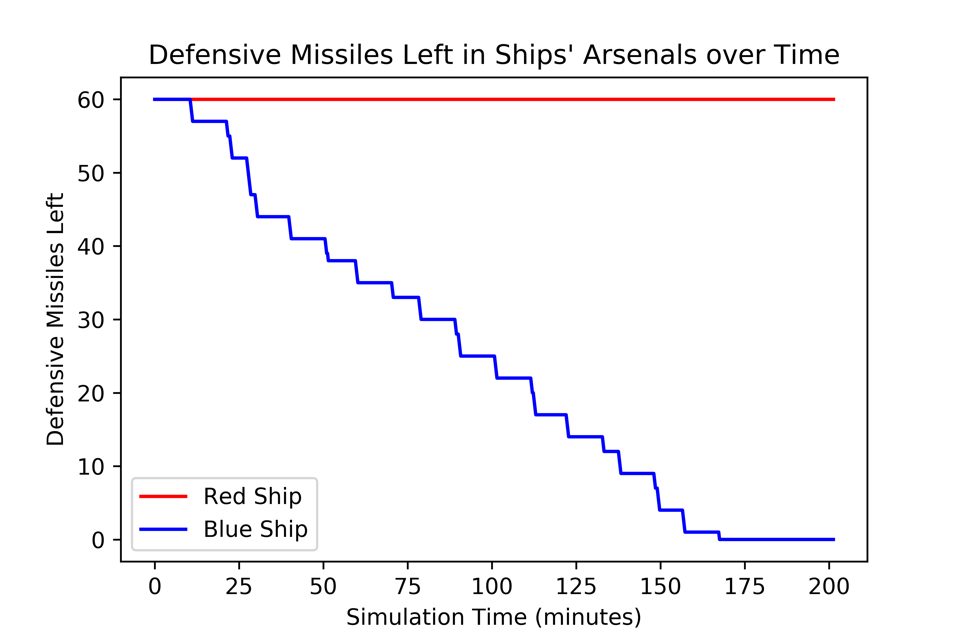 Defensive Missiles Left in Ships' Arsenals over Time
Defensive Missiles Left
60
50
40
30
20
10
0
Red Ship
Blue Ship
0 25 50 75 100 125 150 175 200
Simulation Time (minutes)